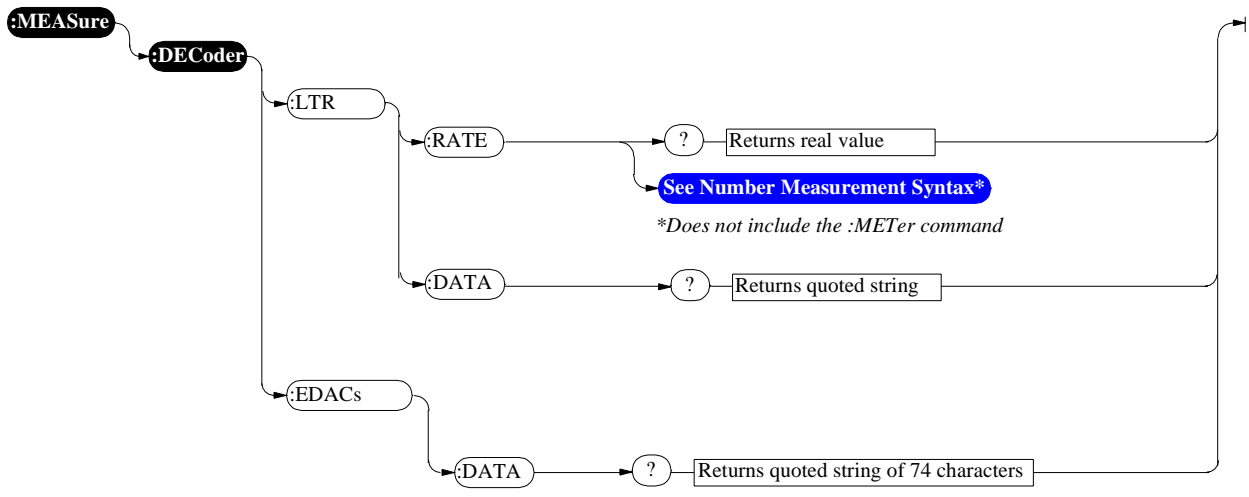 :MEASure
:DECoder
:LTR
:RATE
?
Returns real value
See Number Measurement Syntax*
*Does not include the :METer command
:DATA
?
Returns quoted string
:EDACs
:DATA
?
Returns quoted string of 74 characters